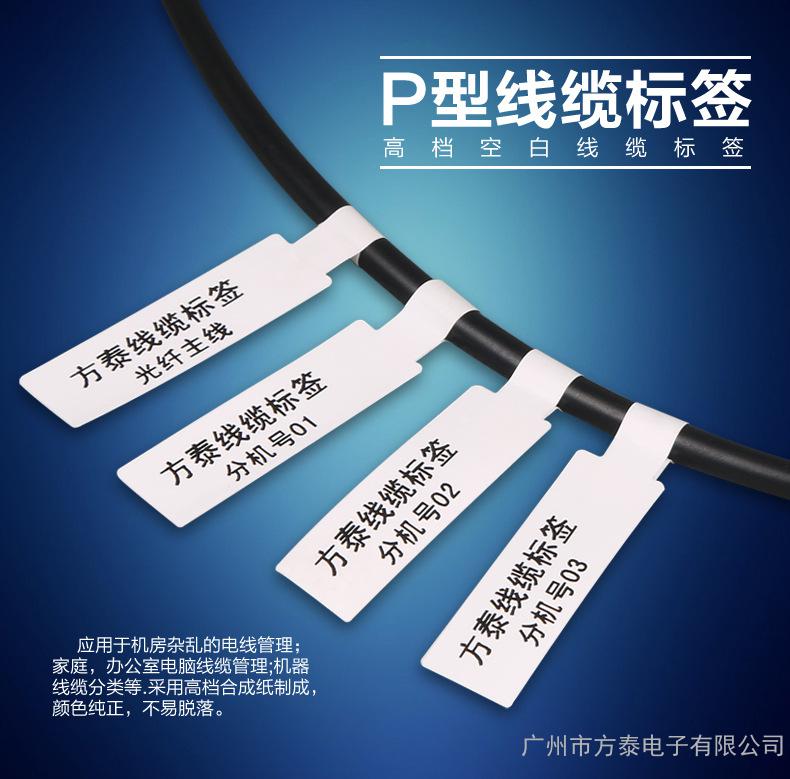 P型线缆标签
高档空白线缆标签
方泰线缆标签
光纤主线
方泰线缆标签
分机号01
方泰线缆标签
分机号02
方泰线缆标签
分机号03
应用于机房杂乱的电线管理；
家庭，办公室电脑线缆管理;机器
线缆分类等.采用高档合成纸制成，
颜色纯正，不易脱落。
广州市方泰电子有限公司